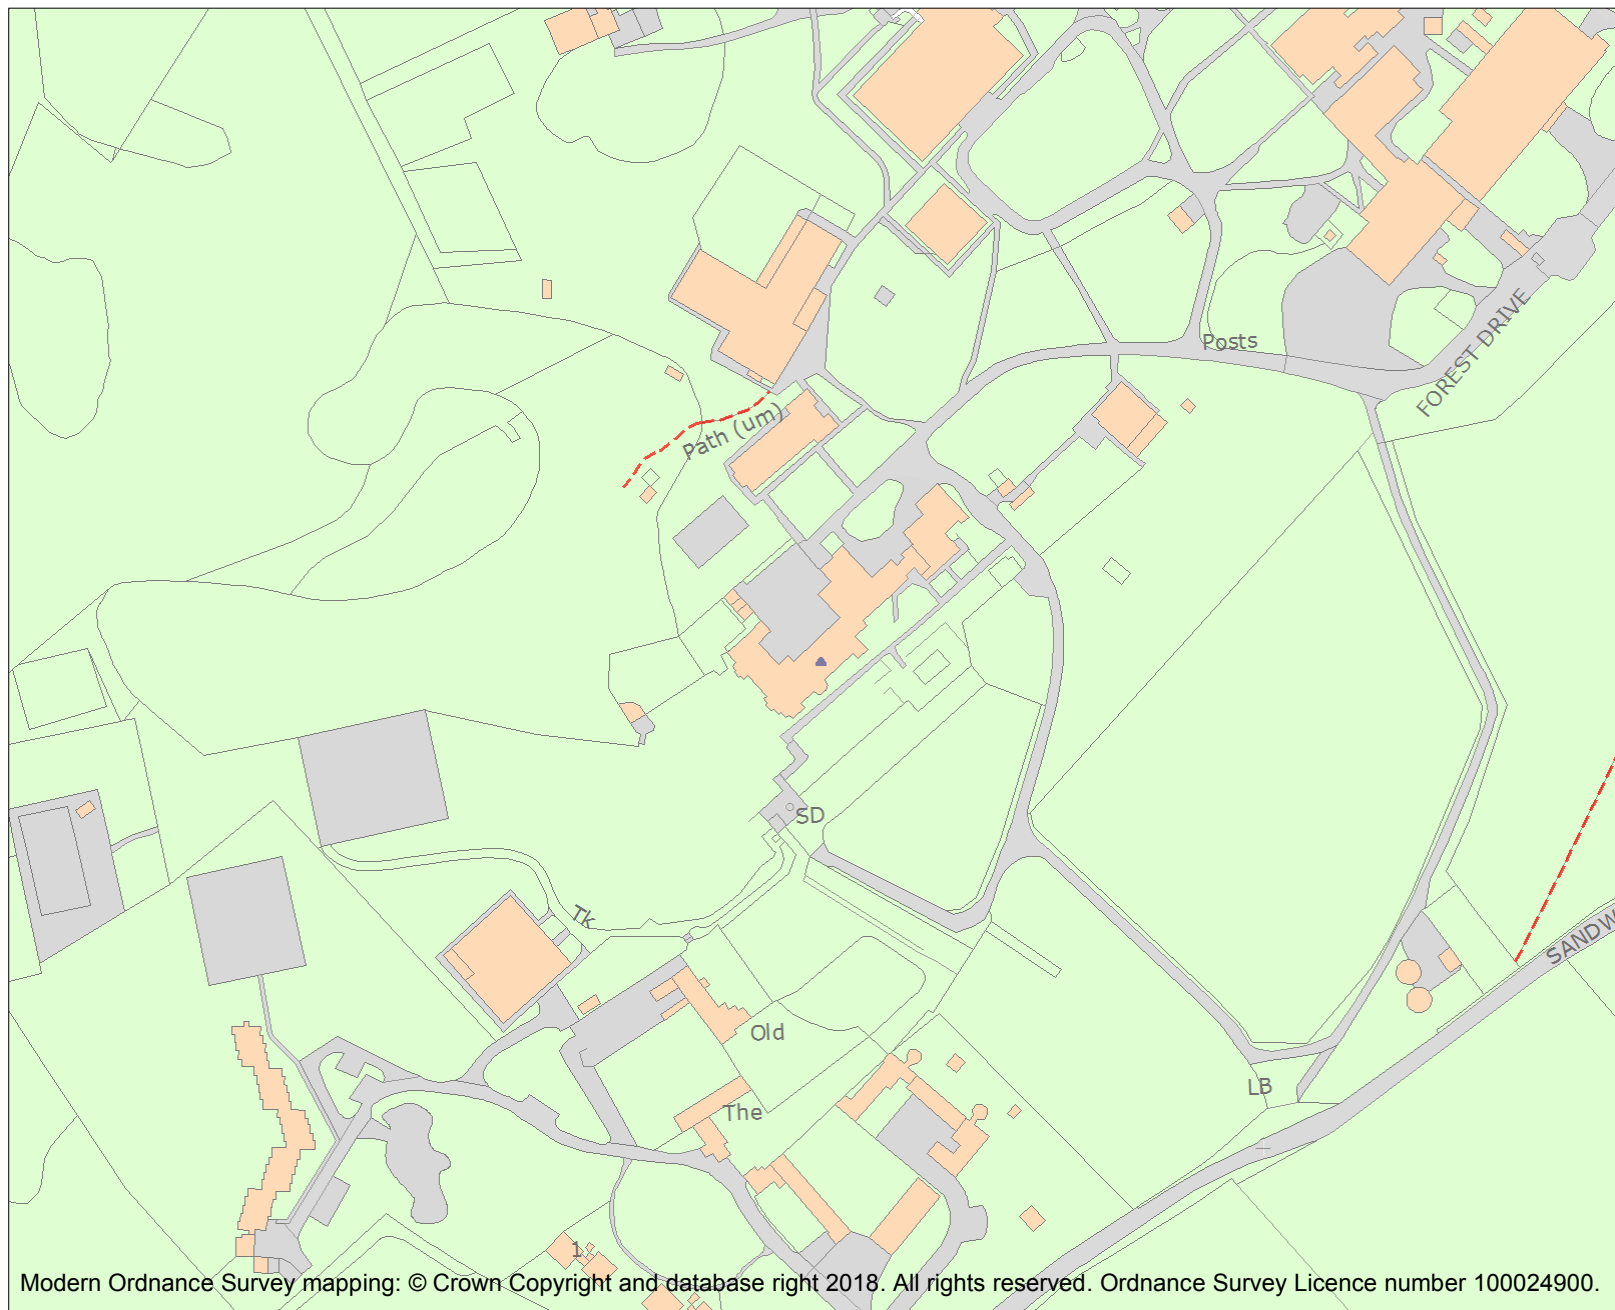 Posts
FOREST DRIVE
Path (um)
SD
Tk
SANDW
Old
LB
The
1
Modern Ordnance Survey mapping: © Crown Copyright and database right 2018. All rights reserved. Ordnance Survey Licence number 100024900.